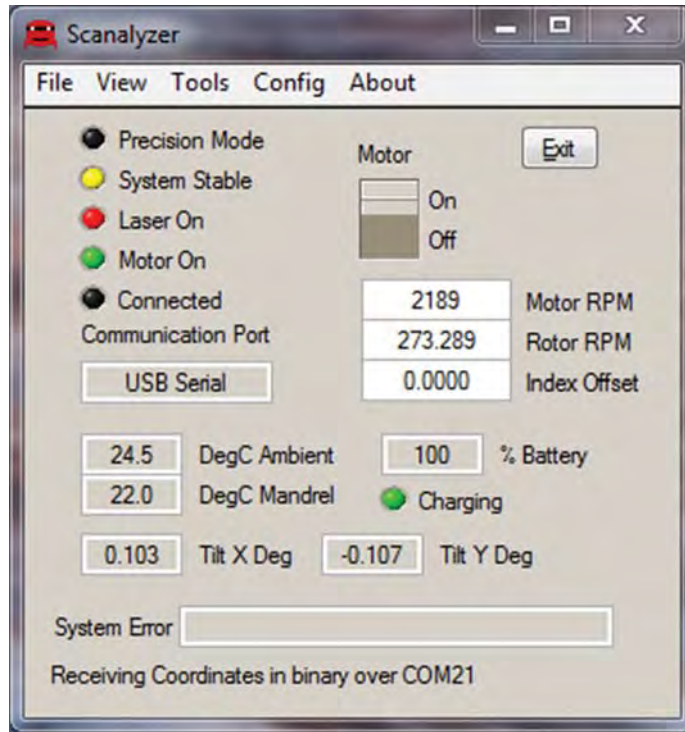 Scanalyzer
File View Tools Config About
Precision Mode
System Stable
Laser On
Motor On
Connected
Motor
On
Off
Exit
2189 Motor RPM
273.289 Rotor RPM
0.0000 Index Offset
Communication Port
USB Serial
24.5 DegC Ambient 100 % Battery
22.0 DegC Mandrel Charging
0.103 Tilt X Deg -0.107 Tilt Y Deg
System Error
Receiving Coordinates in binary over COM21